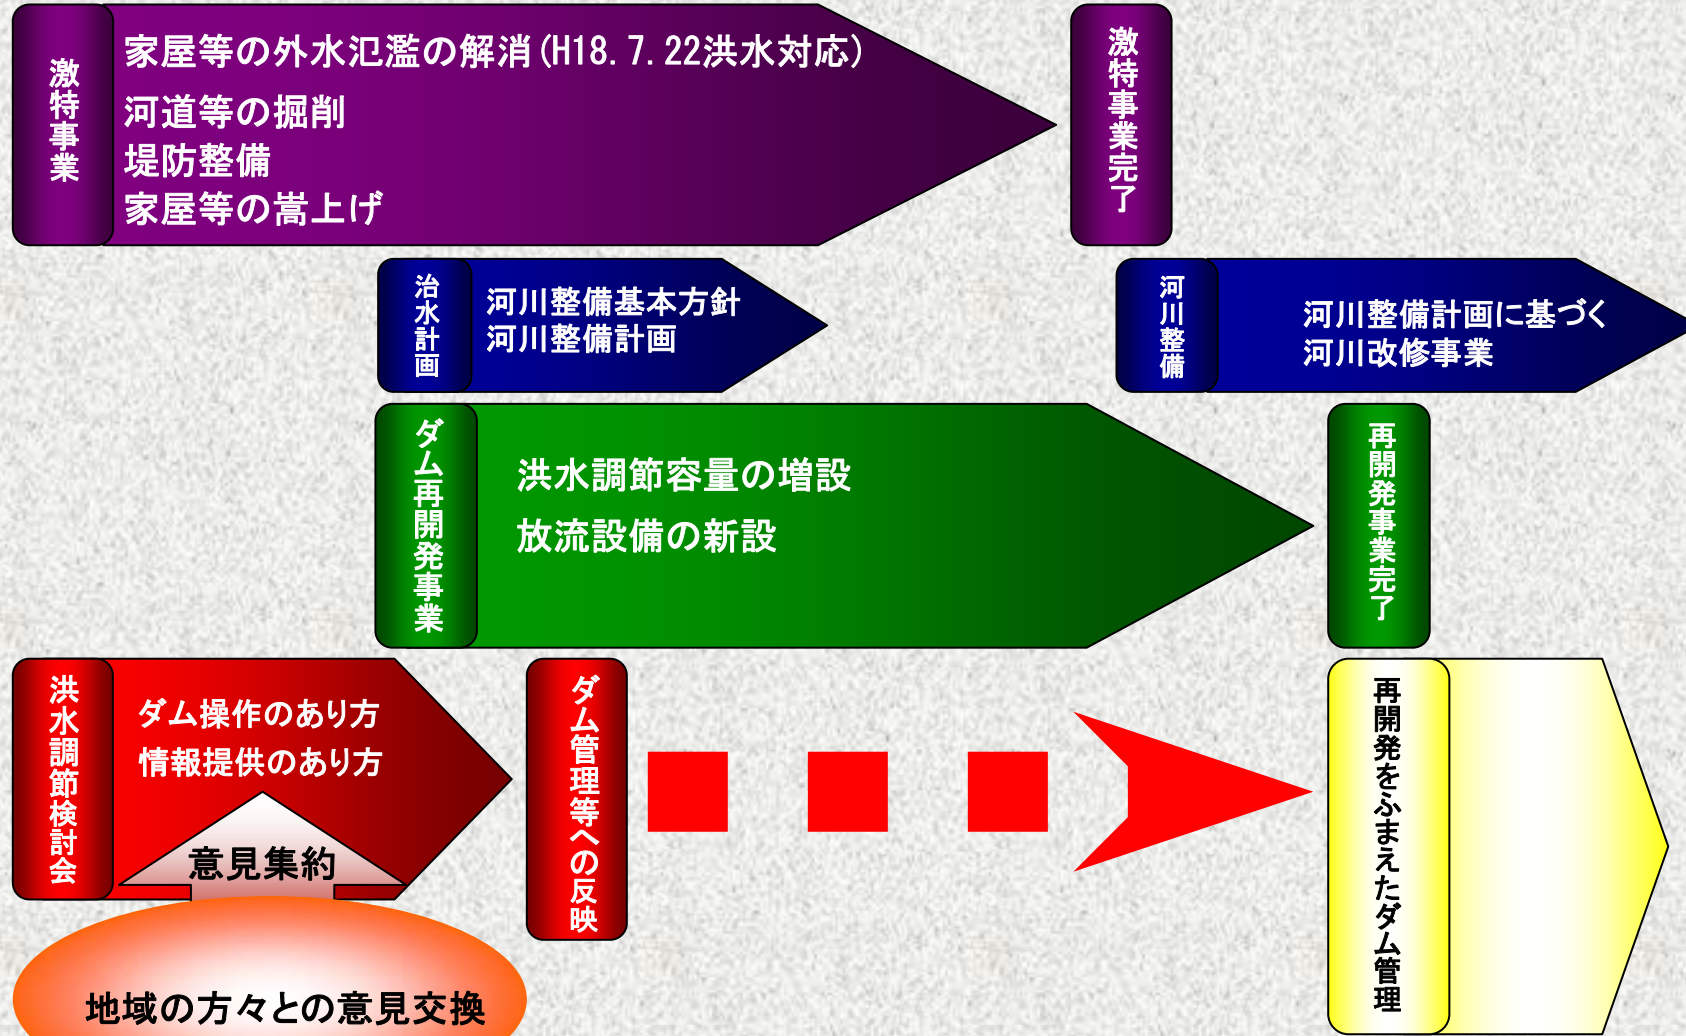 激特事業
家屋等の外水氾濫の解消(H18.7.22洪水対応)
河道等の掘削
堤防整備
家屋等の嵩上げ
激特事業完了
治水計画
河川整備基本方針
河川整備計画
河川整備
河川整備計画に基づく
河川改修事業
ダム再開発事業
洪水調節容量の増設
放流設備の新設
再開発事業完了
洪水調節検討会
ダム操作のあり方
情報提供のあり方
意見集約
地域の方々との意見交換
ダム管理等への反映
再開発をふまえたダム管理